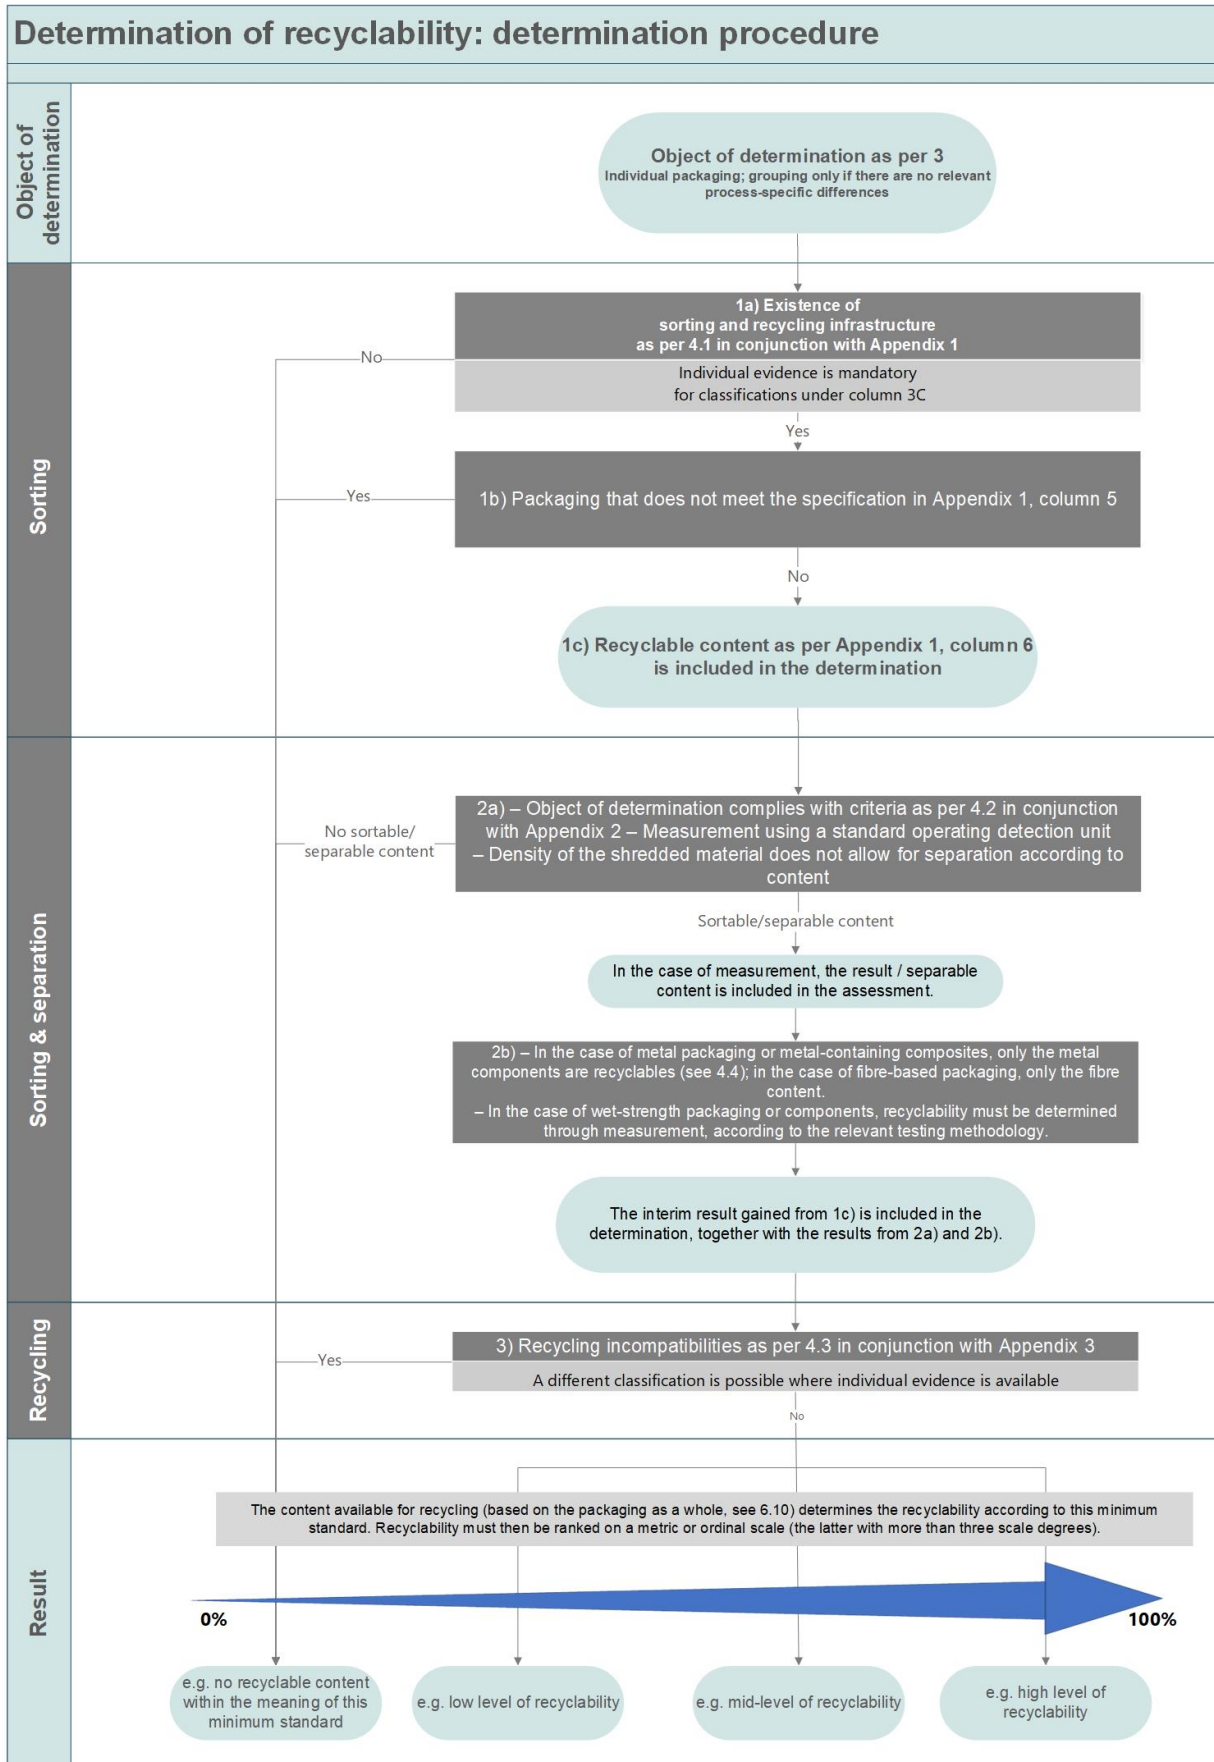 Determination of recyclability: determination procedure
Object of
determination
Object of determination as per 3
Individual packaging; grouping only if there are no relevant
process-specific differences
Sorting
1a) Existence of
sorting and recycling infrastructure
as per 4.1 in conjunction with Appendix 1
No
Individual evidence is mandatory
for classifications under column 3C
Yes
Yes
1b) Packaging that does not meet the specification in Appendix 1, column 5
No
1c) Recyclable content as per Appendix 1, column 6
is included in the determination
Sorting & separation
No sortable/
separable content
2a) – Object of determination complies with criteria as per 4.2 in conjunction
with Appendix 2 – Measurement using a standard operating detection unit
– Density of the shredded material does not allow for separation according to
content
Sortable/separable content
In the case of measurement, the result / separable
content is included in the assessment.
2b) – In the case of metal packaging or metal-containing composites, only the metal
components are recyclables (see 4.4); in the case of fibre-based packaging, only the fibre
content.
– In the case of wet-strength packaging or components, recyclability must be determined
through measurement, according to the relevant testing methodology.
The interim result gained from 1c) is included in the
determination, together with the results from 2a) and 2b).
Recycling
3) Recycling incompatibilities as per 4.3 in conjunction with Appendix 3
Yes
A different classification is possible where individual evidence is available
No
Result
The content available for recycling (based on the packaging as a whole, see 6.10) determines the recyclability according to this minimum
standard. Recyclability must then be ranked on a metric or ordinal scale (the latter with more than three scale degrees).
0%
100%
e.g. no recyclable content
within the meaning of this
minimum standard
e.g. low level of recyclability
e.g. mid-level of recyclability
e.g. high level of
recyclability